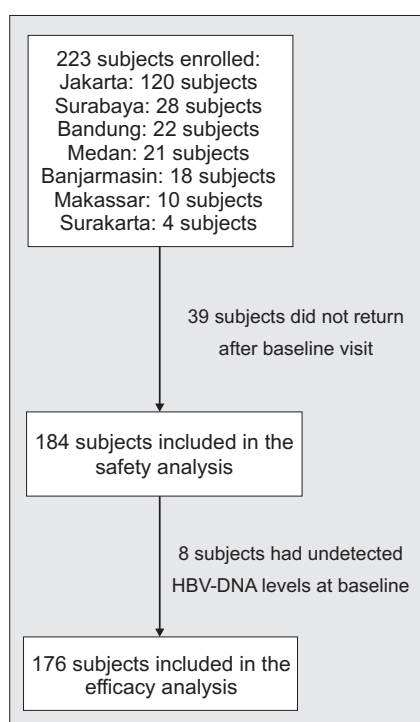 223 subjects enrolled:
Jakarta: 120 subjects
Surabaya: 28 subjects
Bandung: 22 subjects
Medan: 21 subjects
Banjarmasin: 18 subjects
Makassar: 10 subjects
Surakarta: 4 subjects
39 subjects did not return
after baseline visit
184 subjects included in the
safety analysis
8 subjects had undetected
HBV-DNA levels at baseline
176 subjects included in the
efficacy analysis